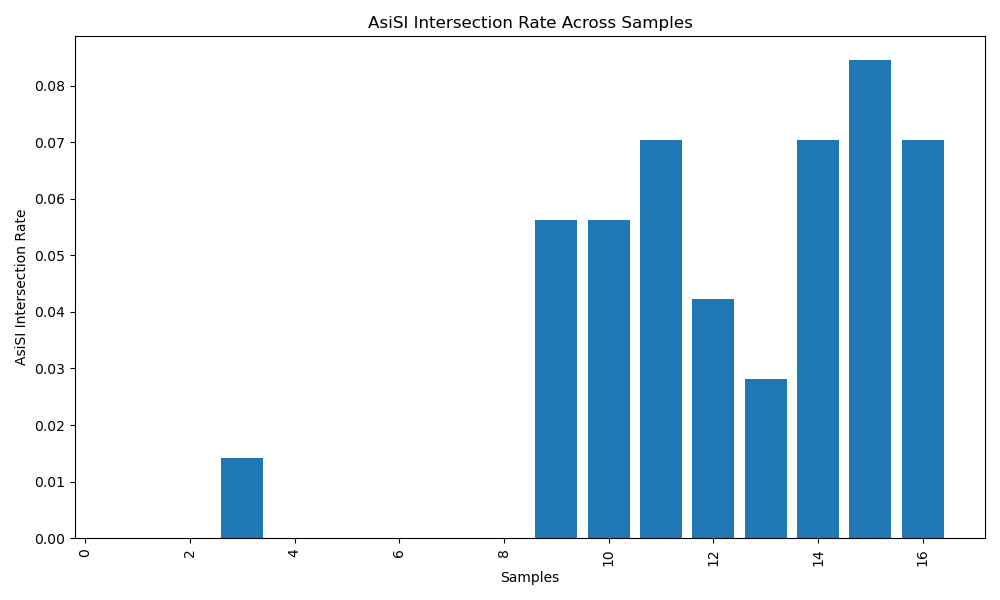 AsiSI Intersection Rate Across Samples
AsiSI Intersection Rate
0.08
0.07
0.06
0.05
0.04
0.03
0.02
0.01
0.00
0 2 4 6 8 10 12 14 16
Samples